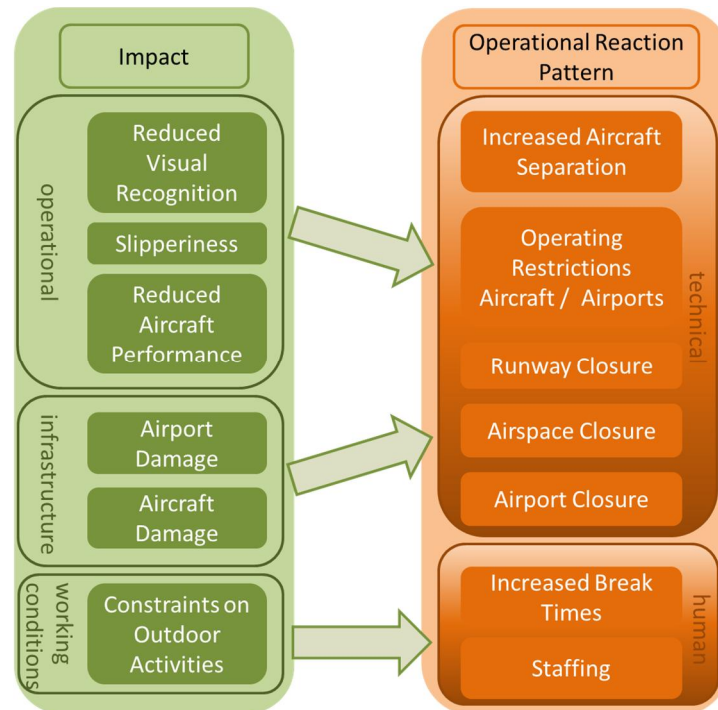 Impact
operational
Reduced
Visual
Recognition
Slipperiness
Reduced
Aircraft
Performance
infrastructure
Airport
Damage
Aircraft
Damage
working
conditions
Constraints on
Outdoor
Activities
Operational Reaction
Pattern
Increased Aircraft
Separation
Operating
Restrictions
Aircraft / Airports
Runway Closure
Airspace Closure
Airport Closure
technical
Increased Break
Times
Staffing
human